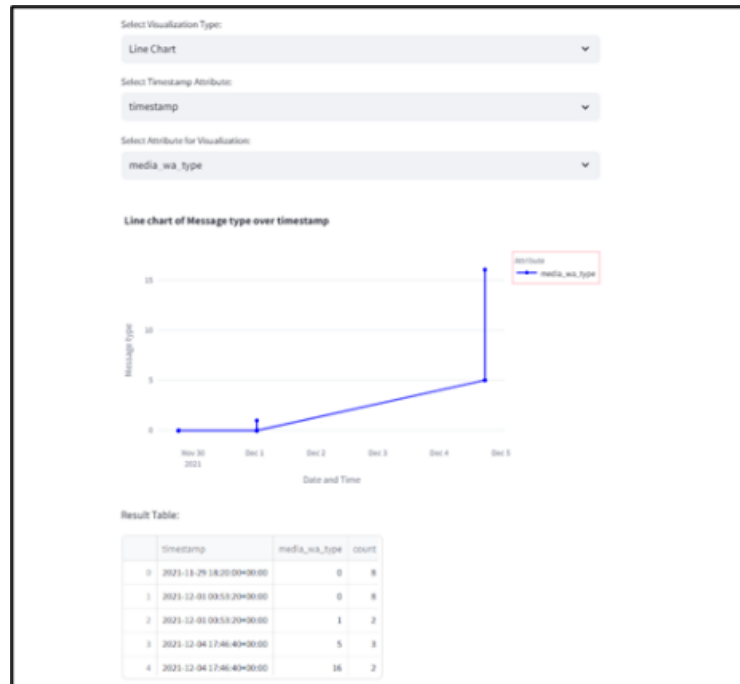 Select Visualization Type:
Line Chart
Select Timestamp Attribute:
timestamp
Select Attribute for Visualization:
media_wa_type
Line chart of Message type over timestamp
Attribute
media_wa_type
15
10
5
0
Message type
Nov 30 Dec 1 Dec 2 Dec 3 Dec 4 Dec 5
2021
Date and Time
Result Table:
timestamp media_wa_type count
0 2021-11-29 18:20:00+00:00 0 8
1 2021-12-01 00:53:20+00:00 0 8
2 2021-12-01 00:53:20+00:00 1 2
3 2021-12-04 17:46:40+00:00 5 3
4 2021-12-04 17:46:40+00:00 16 2